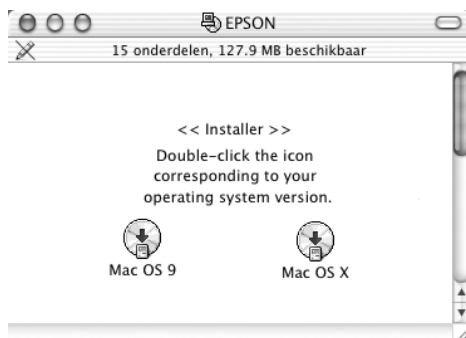 EPSON
15 onderdelen, 127.9 MB beschikbaar
<< Installer >>
Double-click the icon
corresponding to your
operating system version.
Mac OS 9
Mac OS X